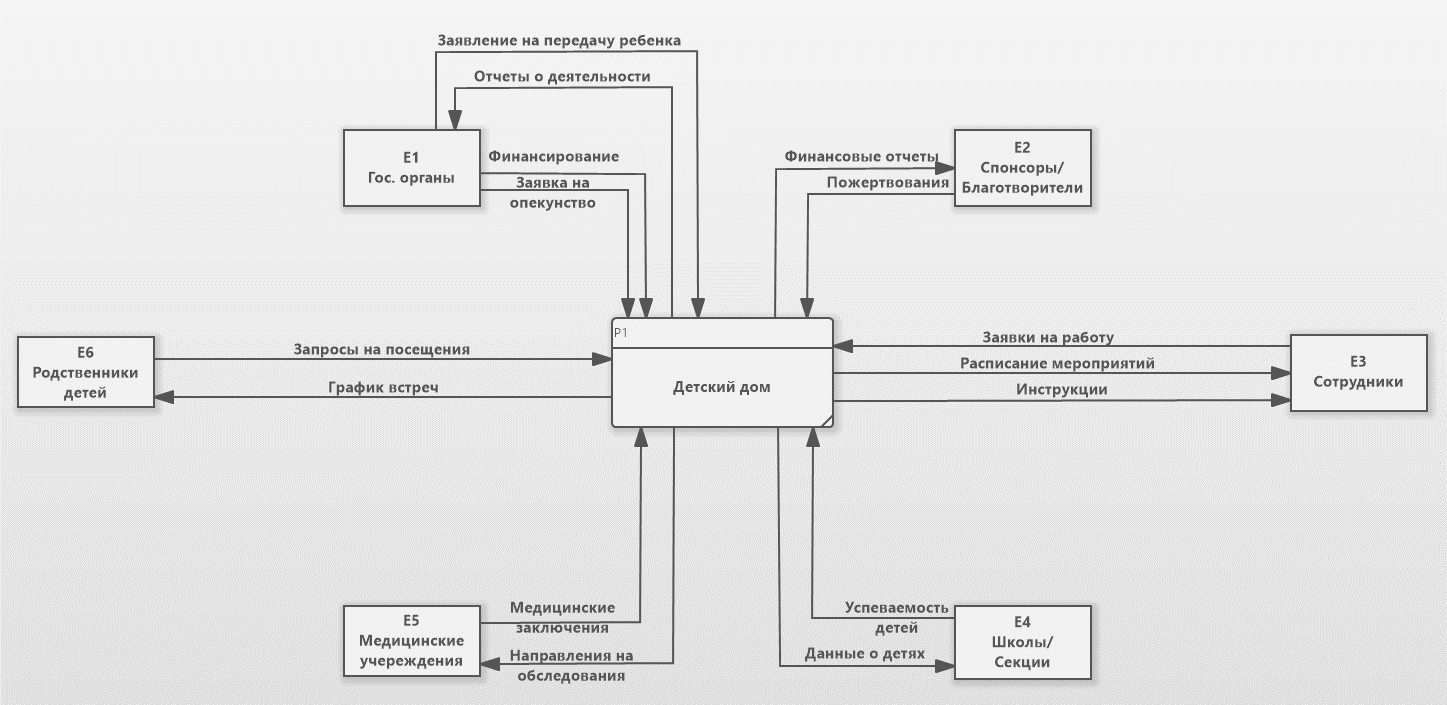 Заявление на передачу ребенка
Отчеты о деятельности
E1
Гос. органы
Финансирование
Заявка на
опекунство
Финансовые отчеты
Пожертвования
E2
Спонсоры/
Благотворители
P1
Детский дом
E6
Родственники
детей
Запросы на посещения
График встреч
Заявки на работу
Расписание мероприятий
Инструкции
E3
Сотрудники
E5
Медицинские
учереждения
Медицинские
заключения
Направления на
обследования
Успеваемость
детей
Данные о детях
E4
Школы/
Секции